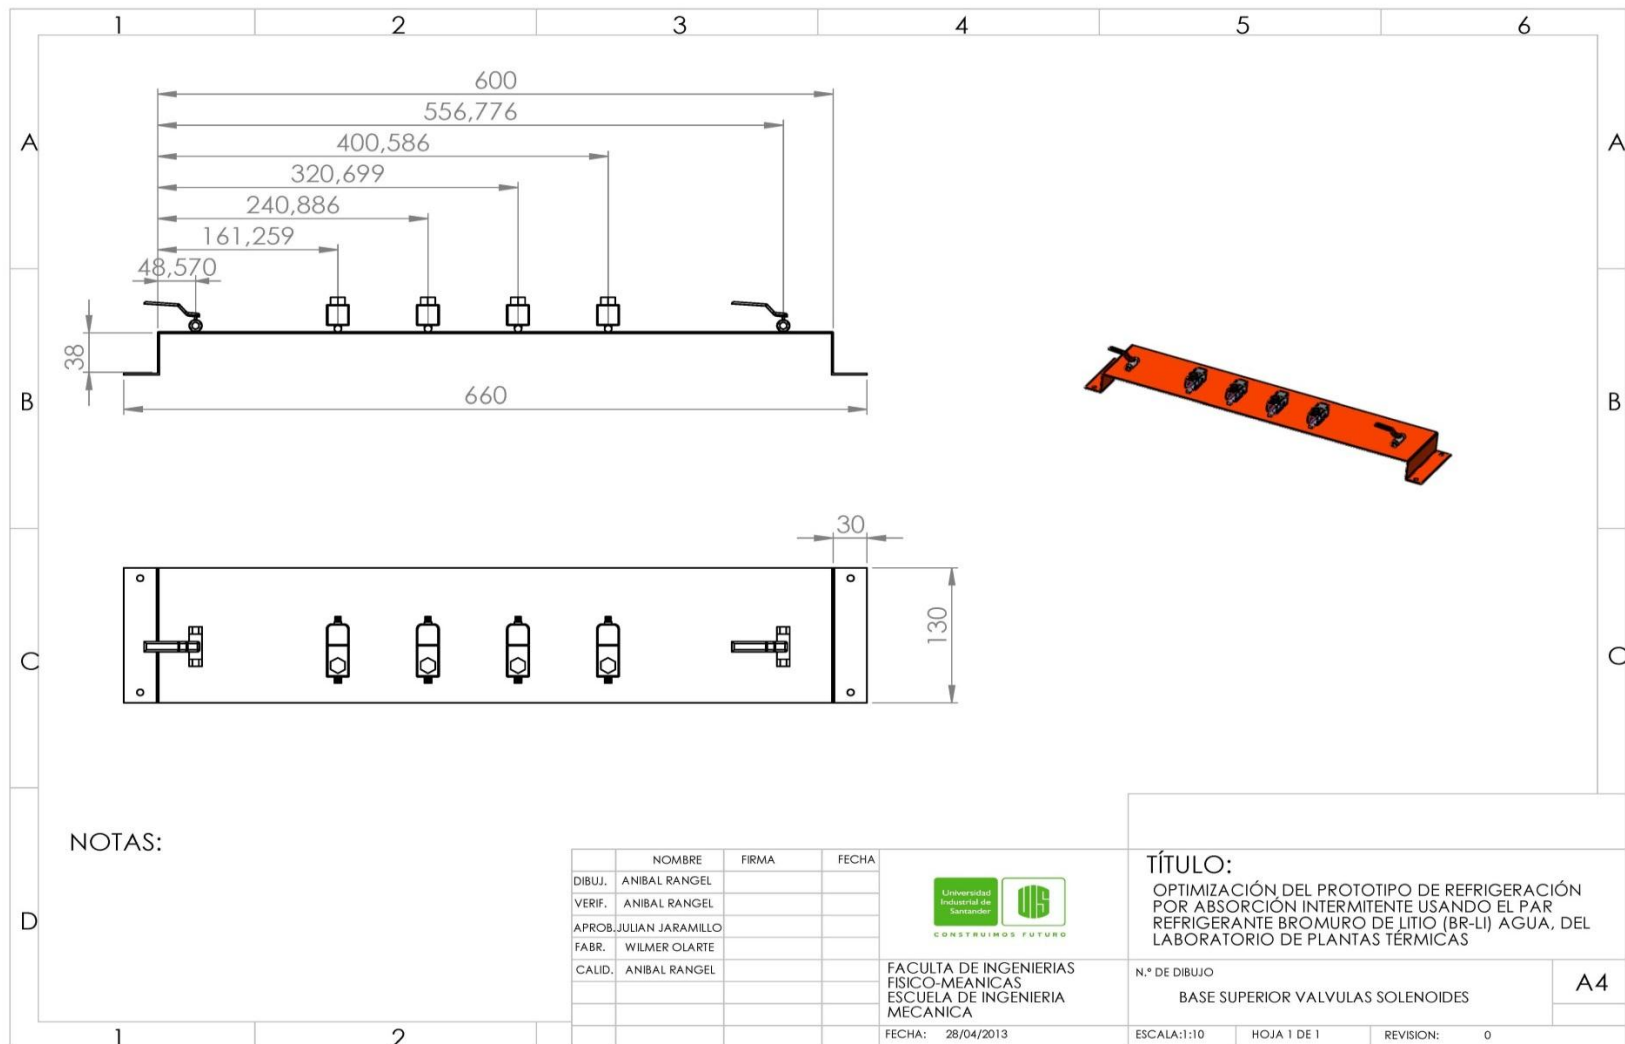 1 2 3 4 5 6
A A
600
556,776
400,586
320,699
240,886
161,259
48,570
38
660
B B
30
130
C C
D
NOTAS:
NOMBRE FIRMA FECHA
DIBUJ. ANIBAL RANGEL
VERIF. ANIBAL RANGEL
APROB. JULIAN JARAMILLO
FABR. WILMER OLARTE
CALID. ANIBAL RANGEL
Universidad
Industrial de
Santander
UIS
CONSTRUIMOS FUTURO
FACULTA DE INGENIERIAS
FISICO-MEANICAS
ESCUELA DE INGENIERIA
MECANICA
FECHA: 28/04/2013
TÍTULO:
OPTIMIZACIÓN DEL PROTOTIPO DE REFRIGERACIÓN
POR ABSORCIÓN INTERMITENTE USANDO EL PAR
REFRIGERANTE BROMURO DE LITIO (BR-LI) AGUA, DEL
LABORATORIO DE PLANTAS TÉRMICAS
N.º DE DIBUJO
BASE SUPERIOR VALVULAS SOLENOIDES
A4
ESCALA:1:10 HOJA 1 DE 1 REVISION: 0
1 2